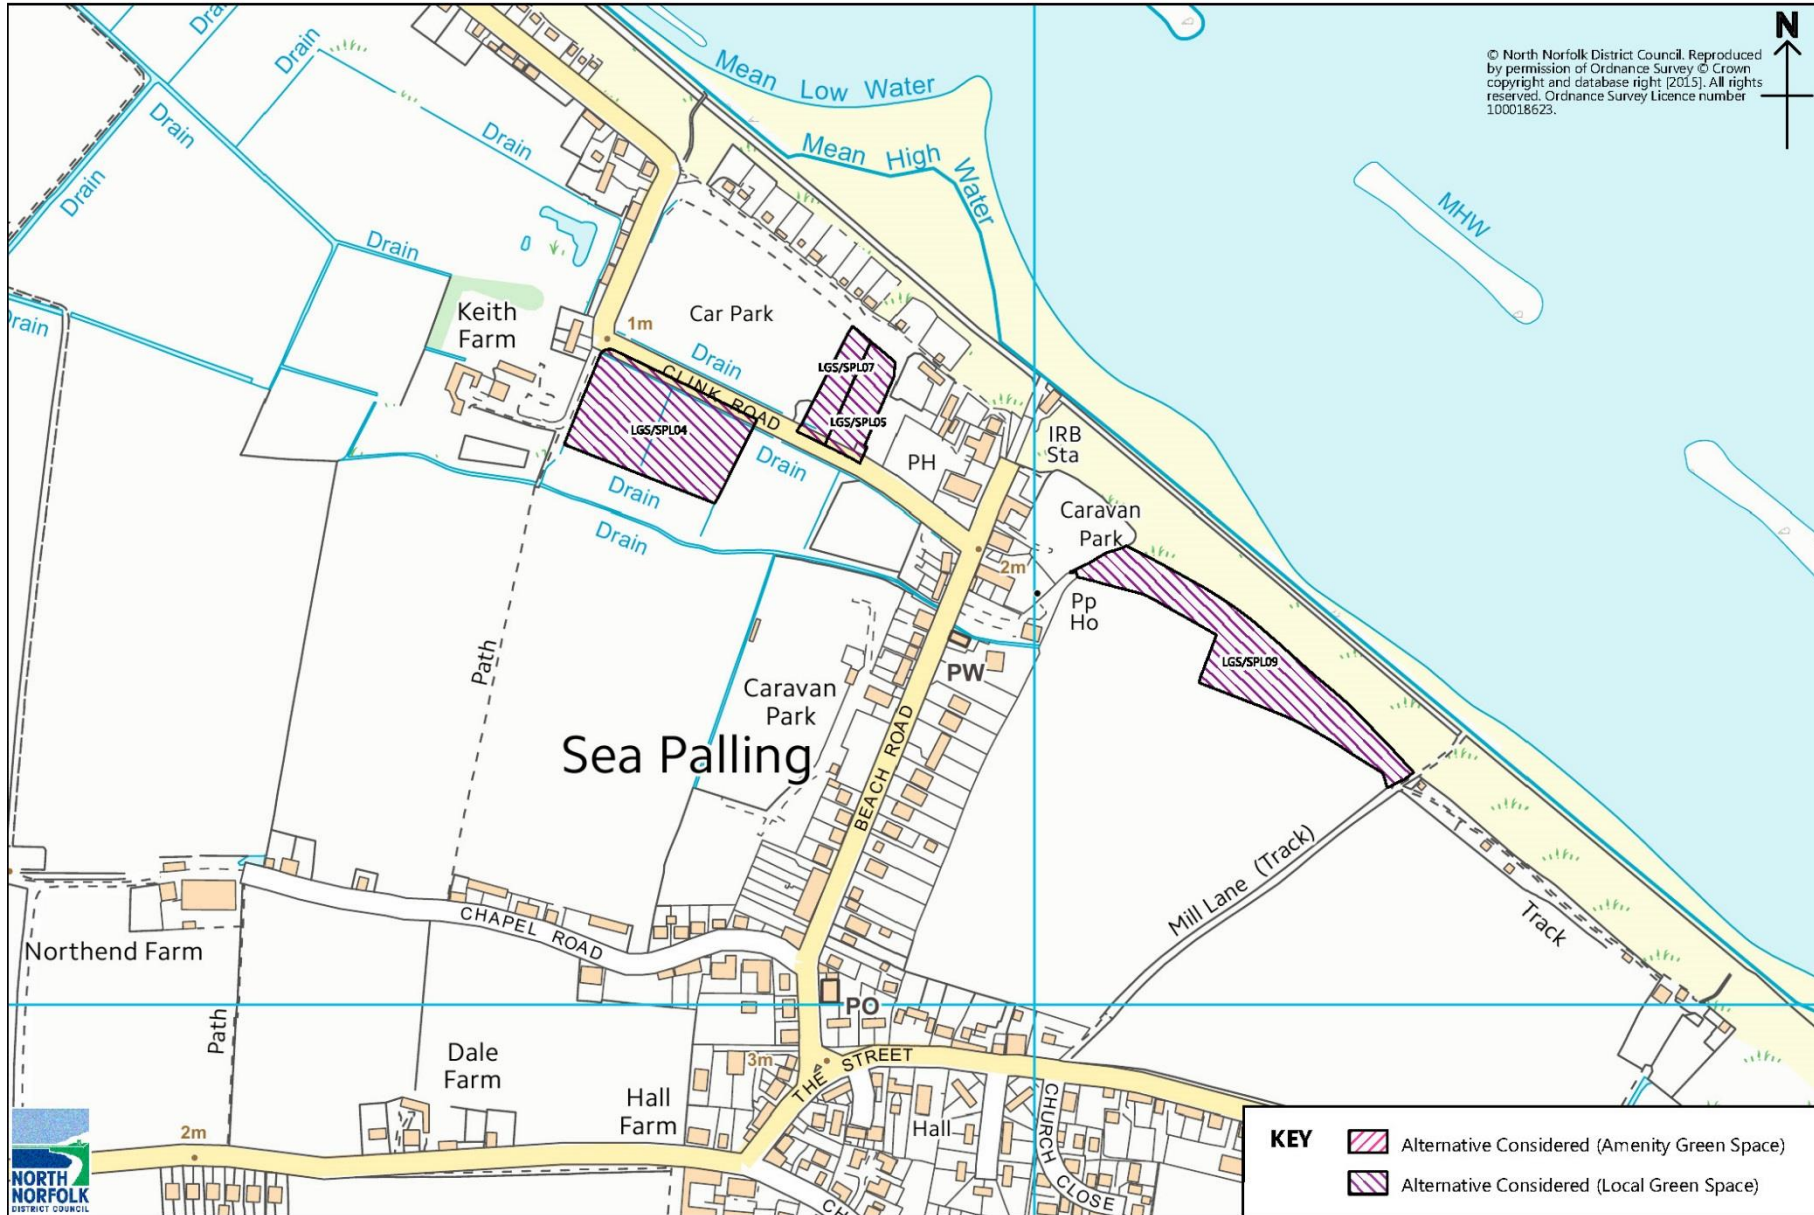 Drain
Drain
Drain
Drain
Drain
Drain
Drain
rain
Mean Low Water
Mean High Water
N
© North Norfolk District Council. Reproduced
by permission of Ordnance Survey © Crown
copyright and database right [2015]. All rights
reserved. Ordnance Survey Licence number
100018623.
MHW
Keith
Farm
1m
Car Park
Drain
CLINK ROAD
LGS/SPL07
LGS/SPL05
LGS/SPL04
Drain
Drain
Drain
PH
IRB
Sta
Caravan
Park
2m
Pp
Ho
LGS/SPL09
PW
Path
Caravan
Park
Sea Palling
BEACH ROAD
Mill Lane (Track)
Track
CHAPEL ROAD
Northend Farm
PO
Path
Dale
Farm
3m
THE STREET
Hall
Farm
Hall
CHURCH CLOSE
2m
CH
NORTH
NORFOLK
DISTRICT COUNCIL
KEY
Alternative Considered (Amenity Green Space)
Alternative Considered (Local Green Space)